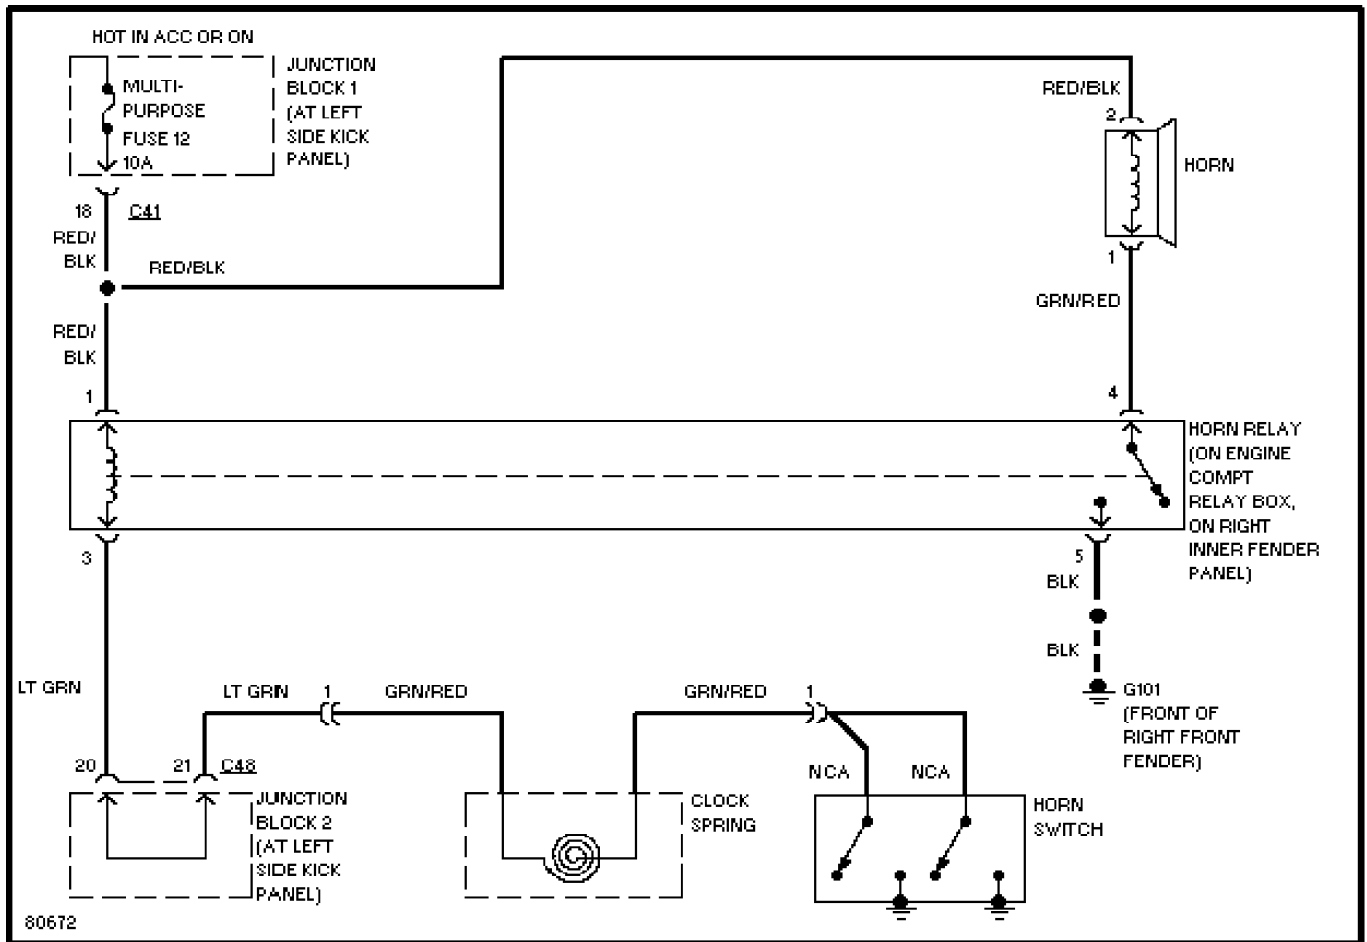 HOT IN ACC OR ON
MULTI-
PURPOSE
FUSE 12
10A
JUNCTION
BLOCK 1
(AT LEFT
SIDE KICK
PANEL)
18
C41
RED/
BLK
RED/BLK
RED/
BLK
1
RED/BLK
2
HORN
1
GRN/RED
4
HORN RELAY
(ON ENGINE
COMPT
RELAY BOX,
ON RIGHT
INNER FENDER
PANEL)
3
5
BLK
BLK
G101
(FRONT OF
RIGHT FRONT
FENDER)
LT GRN
LT GRN
1
GRN/RED
GRN/RED
1
20
21
C48
JUNCTION
BLOCK 2
(AT LEFT
SIDE KICK
PANEL)
CLOCK
SPRING
NCA
NCA
HORN
SWITCH
80672